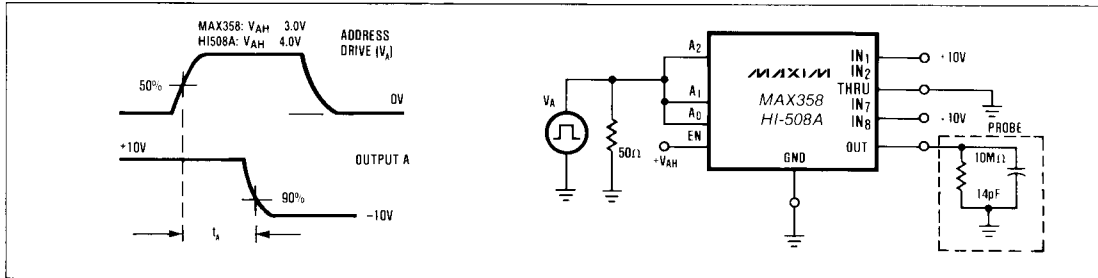 MAX358: VAH 3.0V
HI508A: VAH 4.0V
ADDRESS
DRIVE (VA)
50%
0V
+10V
OUTPUT A
90%
-10V
tA
VA
50Ω
+VAH
A2
A1
A0
EN
MAXIM
MAX358
HI-508A
GND
IN1
IN2
THRU
IN7
IN8
OUT
+10V
-10V
PROBE
10MΩ
14pF